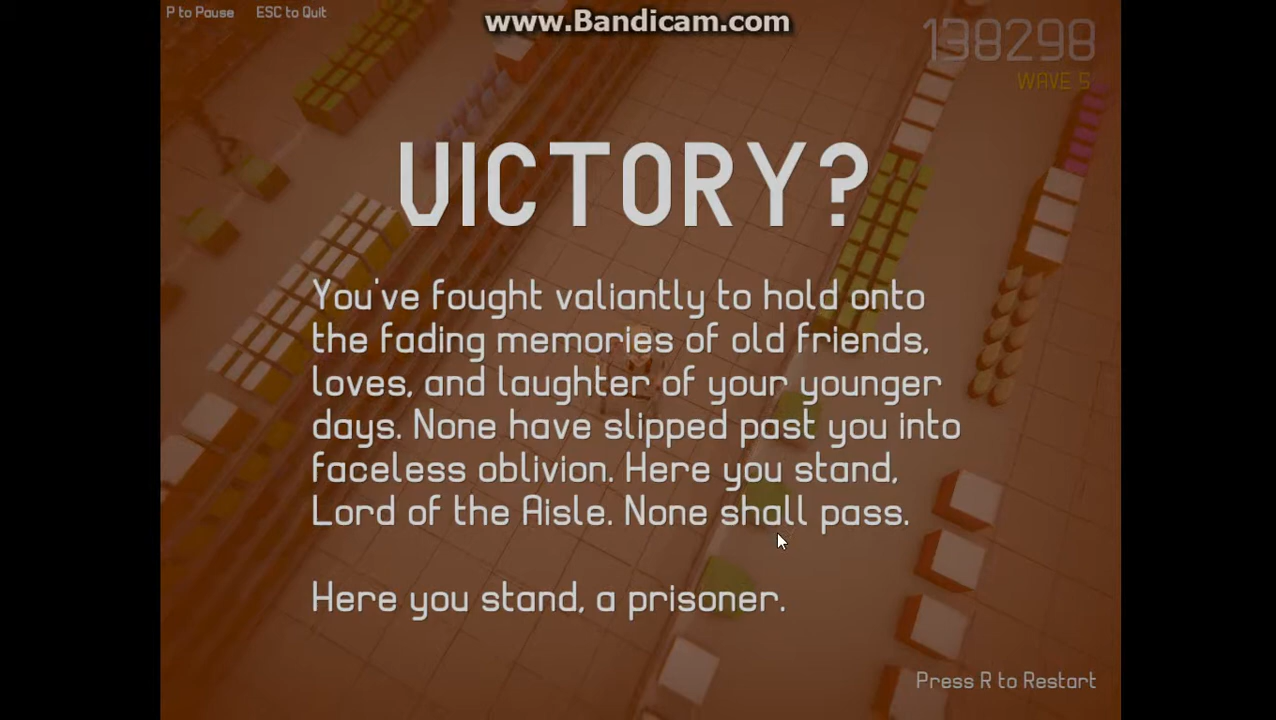 P to Pause ESC to Quit
www.Bandicam.com
138298
WAVE 5
VICTORY?
You've fought valiantly to hold onto
the fading memories of old friends,
loves, and laughter of your younger
days. None have slipped past you into
faceless oblivion. Here you stand,
Lord of the Aisle. None shall pass.
Here you stand, a prisoner.
Press R to Restart